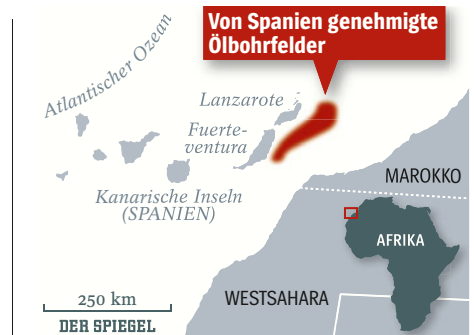 Von Spanien genehmigte
Ölbohrfelder
Atlantischer Ozean
Lanzarote
Fuerte-
ventura
Kanarische Inseln
(SPANIEN)
MAROKKO
AFRIKA
WESTSAHARA
250 km
DER SPIEGEL